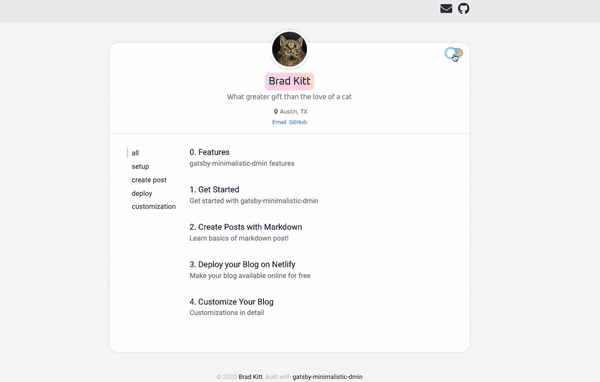 Brad Kitt
What greater gift than the love of a cat
Austin, TX
Email GitHub
all
setup
create post
deploy
customization
0. Features
gatsby-minimalistic-dmin features
1. Get Started
Get started with gatsby-minimalistic-dmin
2. Create Posts with Markdown
Learn basics of markdown post!
3. Deploy your Blog on Netlify
Make your blog available online for free
4. Customize Your Blog
Customizations in detail
© 2020 Brad Kitt. Built with gatsby-minimalistic-dmin